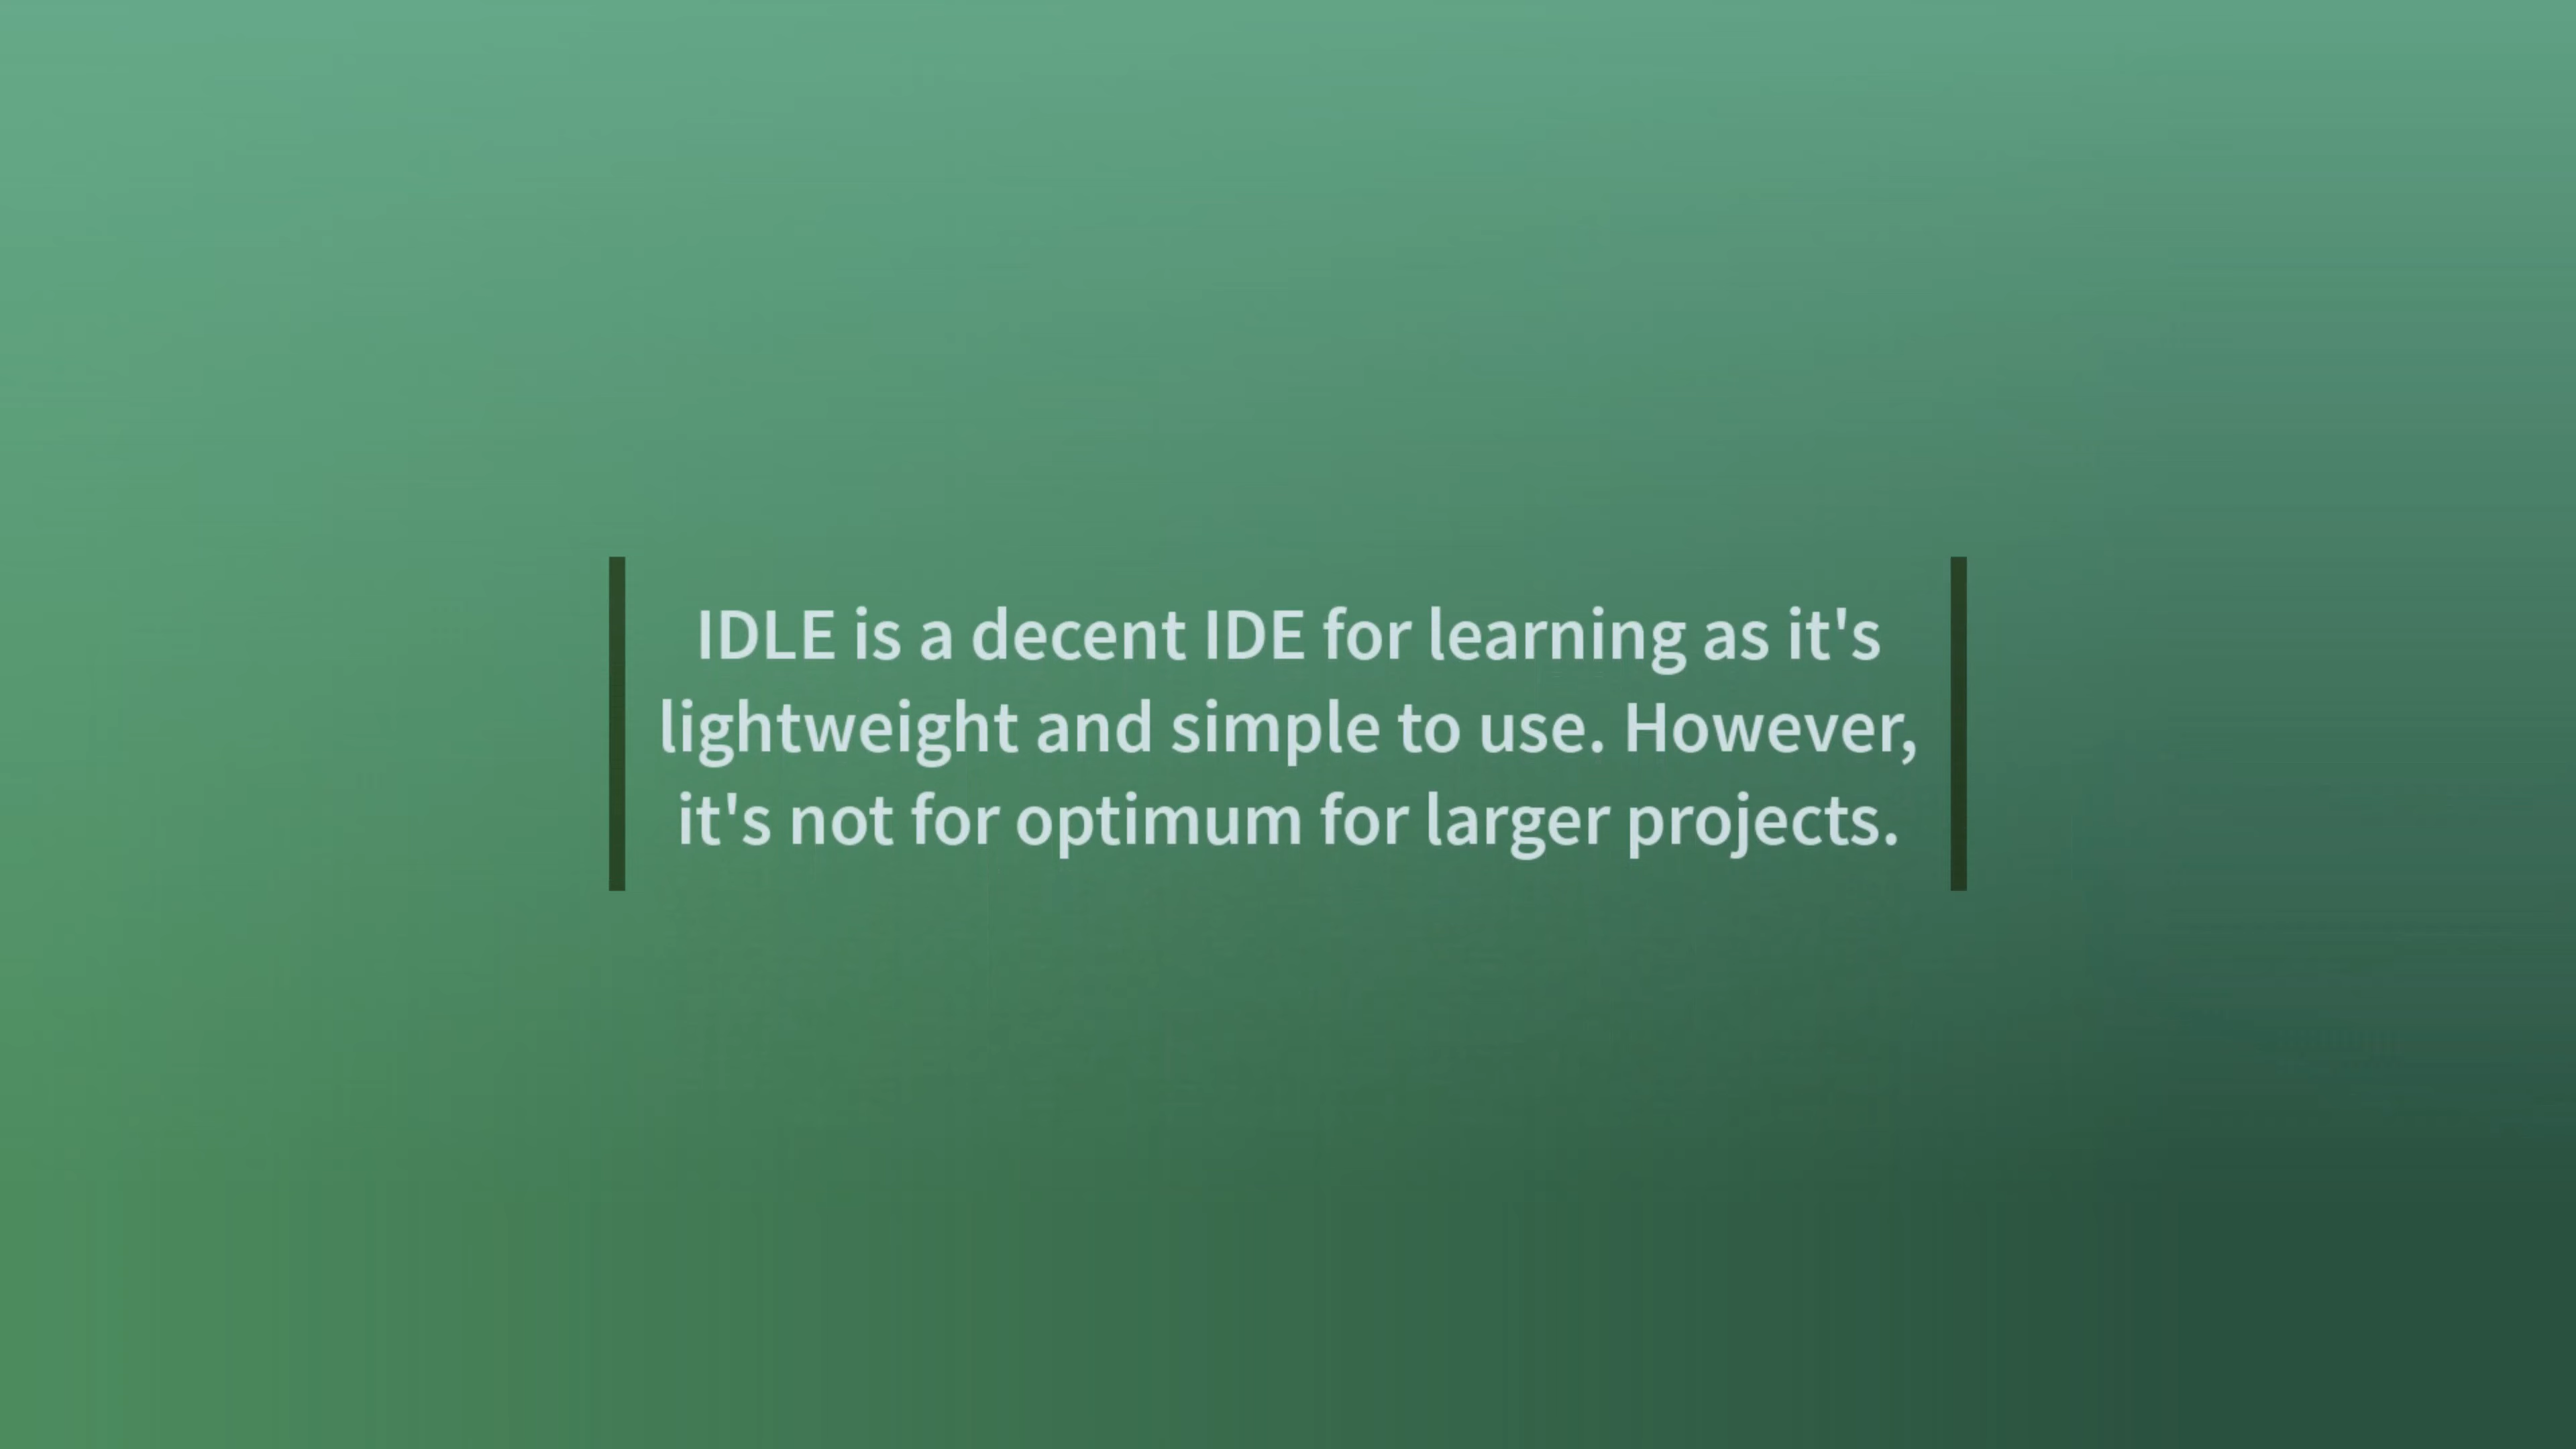 IDLE is a decent IDE for learning as it's
lightweight and simple to use. However,
it's not for optimum for larger projects.